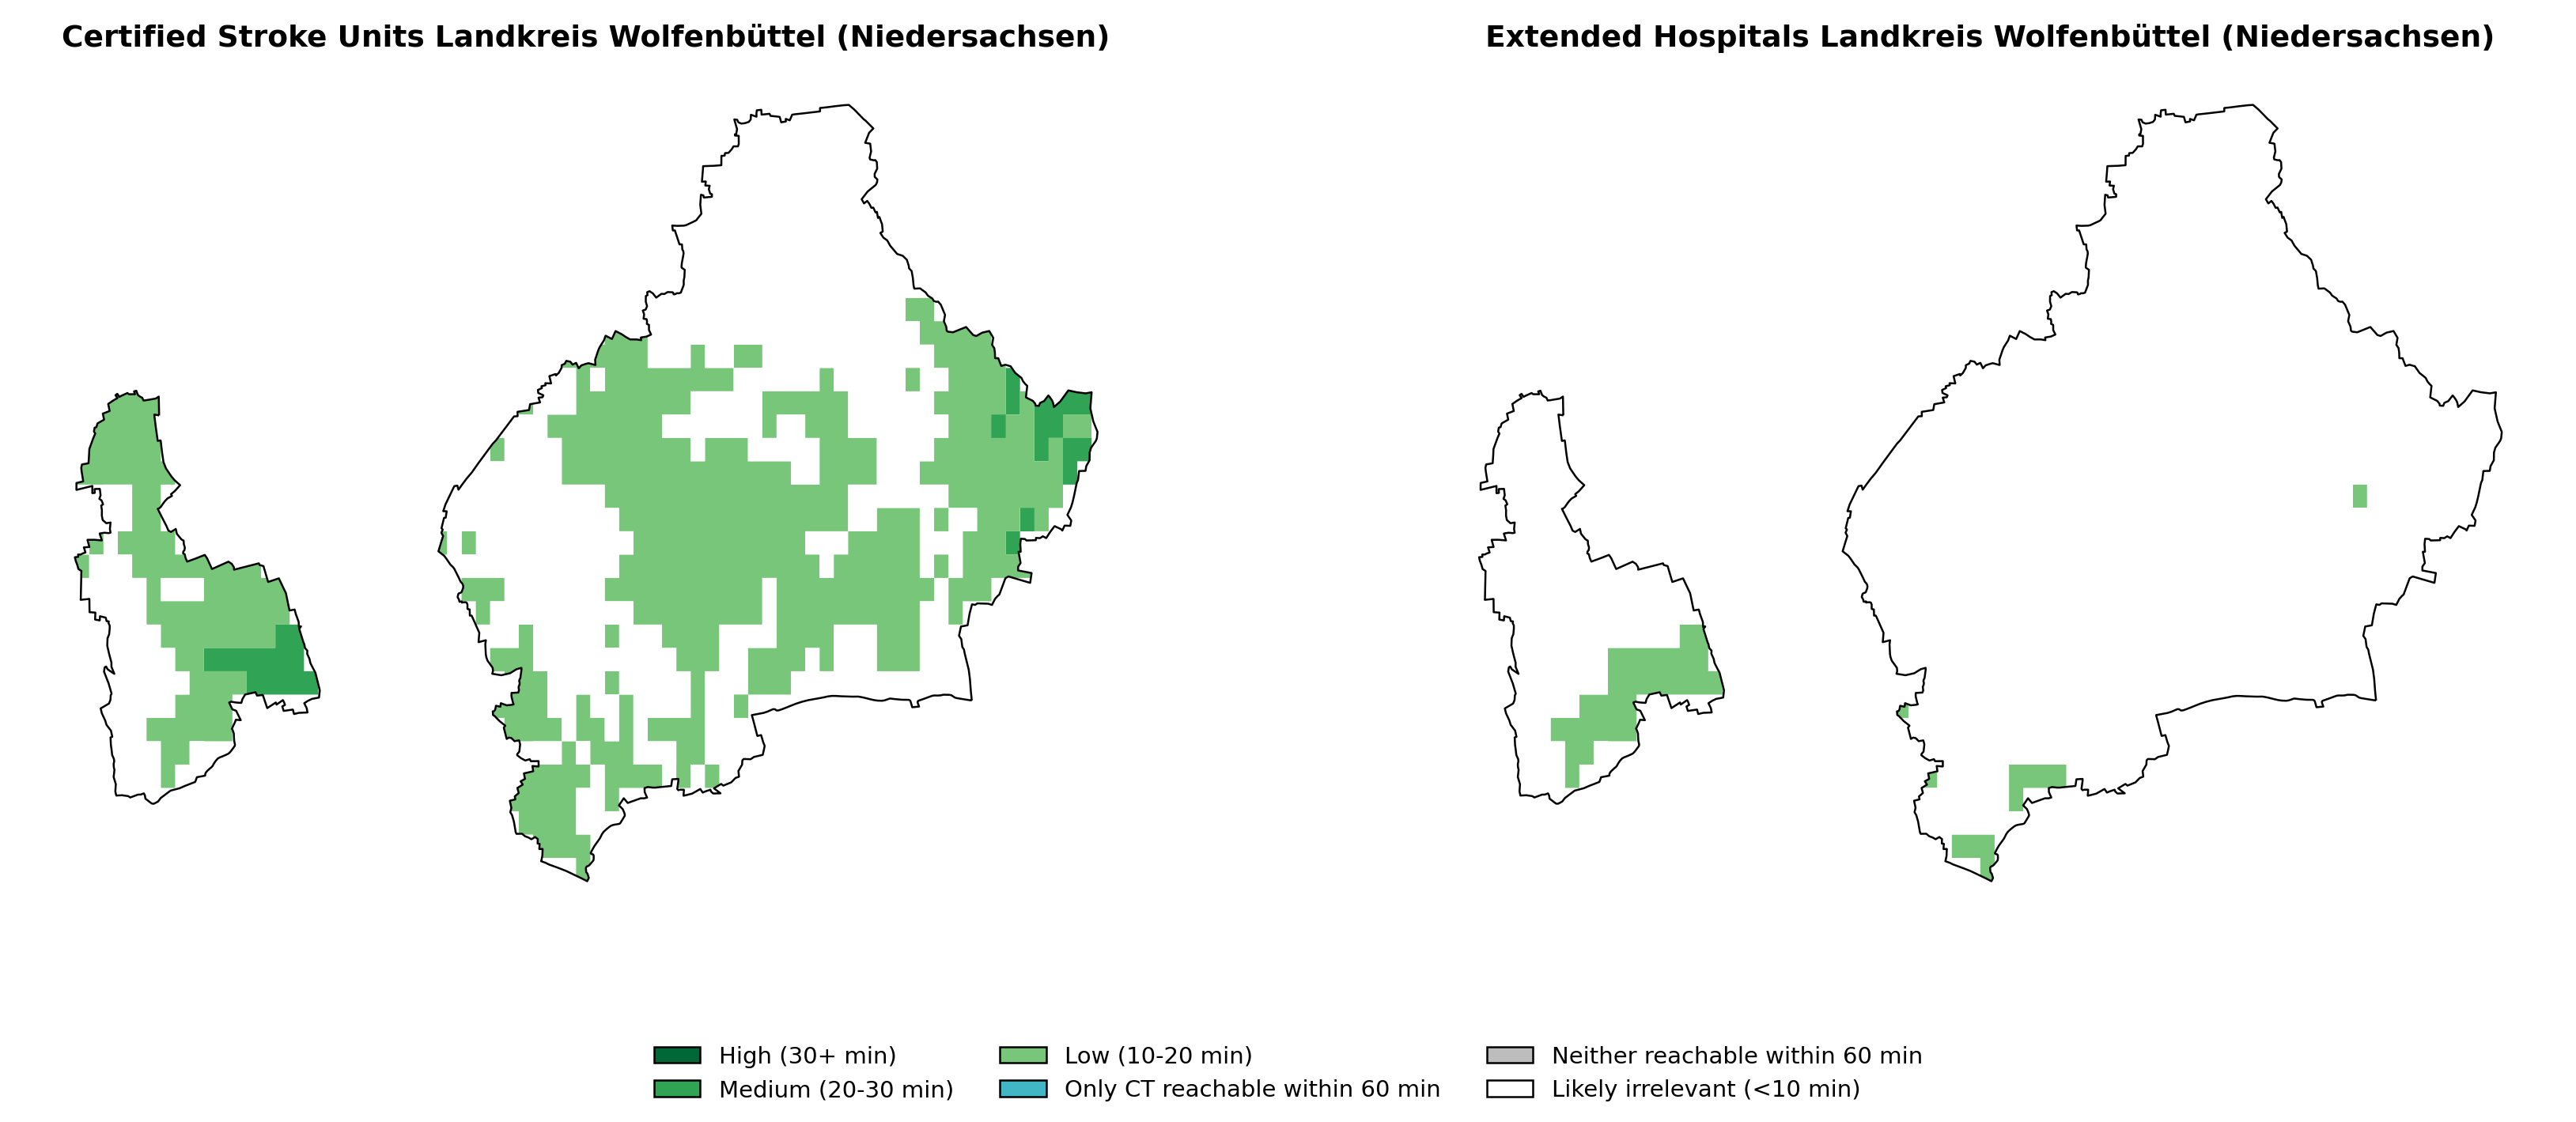 Certified Stroke Units Landkreis Wolfenbüttel (Niedersachsen)
Extended Hospitals Landkreis Wolfenbüttel (Niedersachsen)
High (30+ min)
Medium (20-30 min)
Low (10-20 min)
Only CT reachable within 60 min
Neither reachable within 60 min
Likely irrelevant (<10 min)